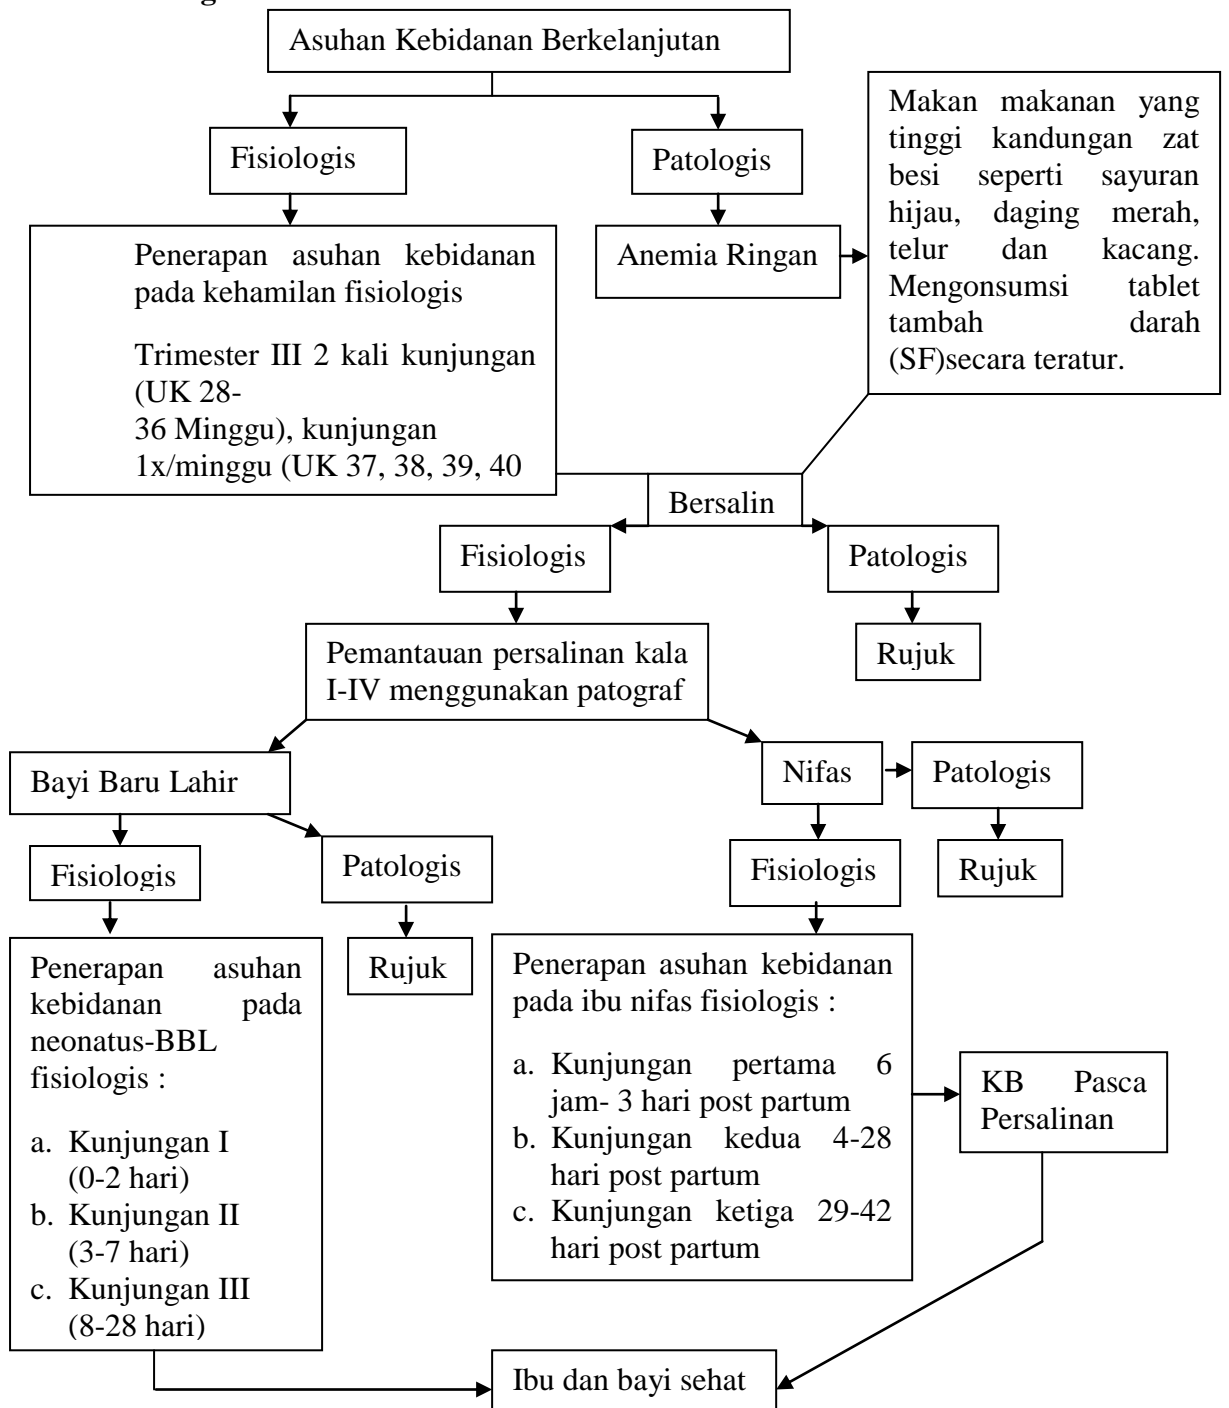 Asuhan Kebidanan Berkelanjutan
Fisiologis
Patologis
Makan makanan yang
tinggi kandungan zat
besi seperti sayuran
hijau, daging merah,
telur dan kacang.
Mengonsumsi tablet
tambah darah
(SF)secara teratur.
Penerapan asuhan kebidanan
pada kehamilan fisiologis
Trimester III 2 kali kunjungan
(UK 28-
36 Minggu), kunjungan
1x/minggu (UK 37, 38, 39, 40
Anemia Ringan
Bersalin
Fisiologis
Patologis
Pemantauan persalinan kala
I-IV menggunakan patograf
Rujuk
Bayi Baru Lahir
Nifas
Patologis
Fisiologis
Patologis
Fisiologis
Rujuk
Penerapan asuhan
kebidanan pada
neonatus-BBL
fisiologis :
a. Kunjungan I
(0-2 hari)
b. Kunjungan II
(3-7 hari)
c. Kunjungan III
(8-28 hari)
Rujuk
Penerapan asuhan kebidanan
pada ibu nifas fisiologis :
a. Kunjungan pertama 6
jam- 3 hari post partum
b. Kunjungan kedua 4-28
hari post partum
c. Kunjungan ketiga 29-42
hari post partum
KB Pasca
Persalinan
Ibu dan bayi sehat